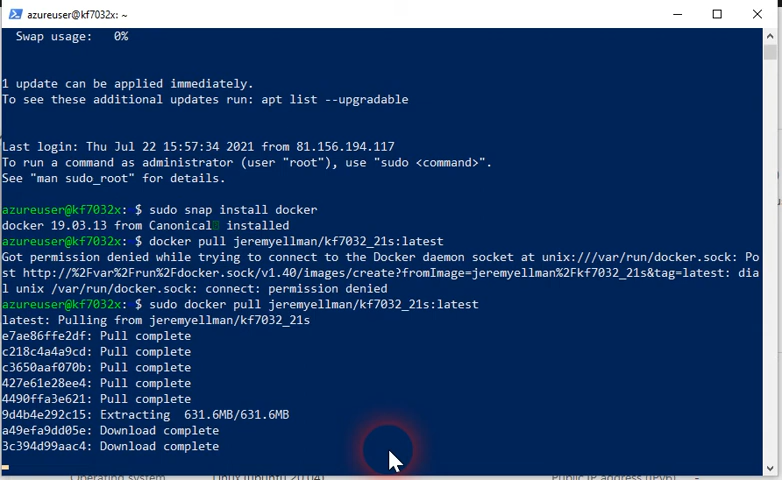 azureuser@kf7032x: ~
Swap usage:   0%
1 update can be applied immediately.
To see these additional updates run: apt list --upgradable
Last login: Thu Jul 22 15:57:34 2021 from 81.156.194.117
To run a command as administrator (user "root"), use "sudo <command>".
See "man sudo_root" for details.
azureuser@kf7032x:~$ sudo snap install docker
docker 19.03.13 from Canonical installed
azureuser@kf7032x:~$ docker pull jeremyellman/kf7032_21s:latest
Got permission denied while trying to connect to the Docker daemon socket at unix:///var/run/docker.sock: Po
st http://%2Fvar%2Frun%2Fdocker.sock/v1.40/images/create?fromImage=jeremyellman%2Fkf7032_21s&tag=latest: dia
l unix /var/run/docker.sock: connect: permission denied
azureuser@kf7032x:~$ sudo docker pull jeremyellman/kf7032_21s:latest
latest: Pulling from jeremyellman/kf7032_21s
e7ae86ffe2df: Pull complete
c218c4a4a9cd: Pull complete
c3650aaf070b: Pull complete
427e61e28ee4: Pull complete
4490ffa3e621: Pull complete
9d4b4e292c15: Extracting  631.6MB/631.6MB
a49efa9dd05e: Download complete
3c394d99aac4: Download complete
Operating system
Public IP address (IPv6)  -